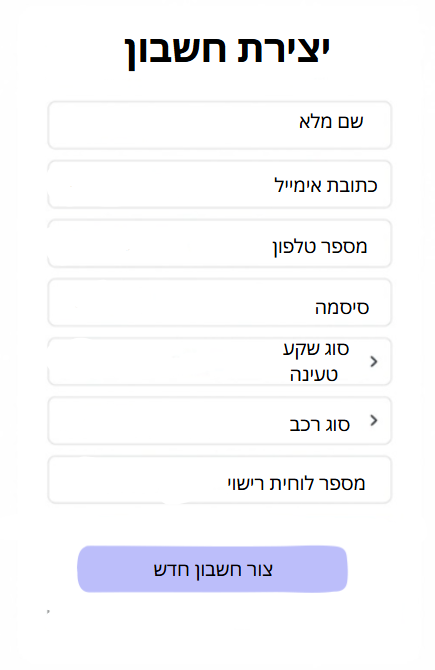 יצירת חשבון
שם מלא
כתובת אימייל
מספר טלפון
סיסמה
סוג שקע
טעינה
סוג רכב
מספר לוחית רישוי
צור חשבון חדש